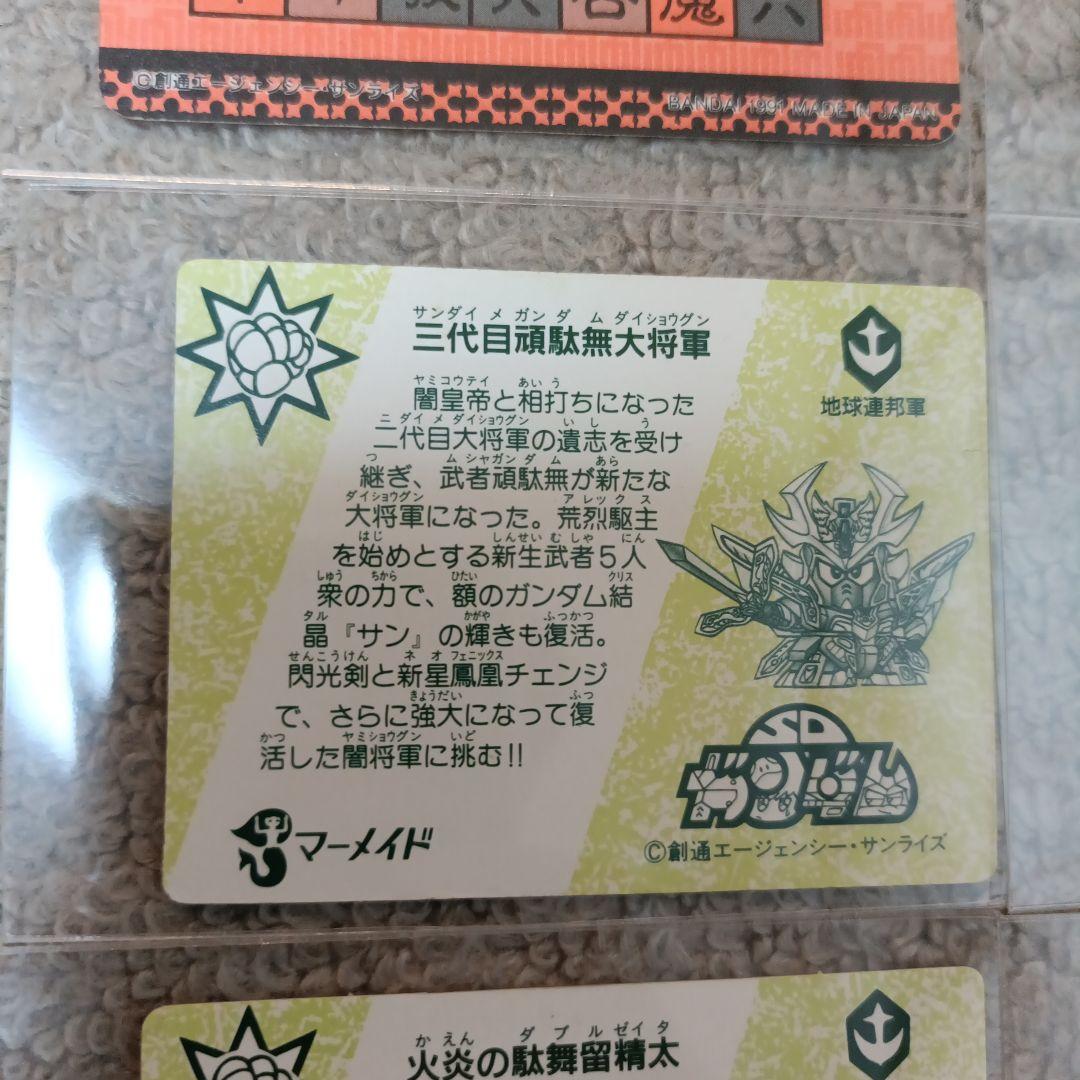 呑 魔 六
©創通エージェンシー・サンライズ
BANDAI 1991 MADE IN JAPAN
サンダイ メ ガン ダ ム ダイショウグン
三代目頑駄無大将軍
地球連邦軍
ヤミコウテイ あい う
闇皇帝と相打ちになった
ニ ダイ メ ダイショウグン い し う
二代目大将軍の遺志を受け
つ ム シャガン ダ ム あら
継ぎ、武者頑駄無が新たな
ダイショウグン アレックス
大将軍になった。荒烈駆主
はじ しんせい む しゃ にん
を始めとする新生武者5人
しゅう ちから ひたい クリス
衆の力で、額のガンダム結
タル かがや ふっかつ
晶『サン』の輝きも復活。
せんこうけん ネ オ フェニックス
閃光剣と新星鳳凰チェンジ
きょうだい ふっ
で、さらに強大になって復
かつ ヤミショウグン いど
活した闇将軍に挑む!!
SD
ガンダム
マーメイド
©創通エージェンシー・サンライズ
か えん ダ ブ ル ゼイ タ
火炎の駄舞留精太